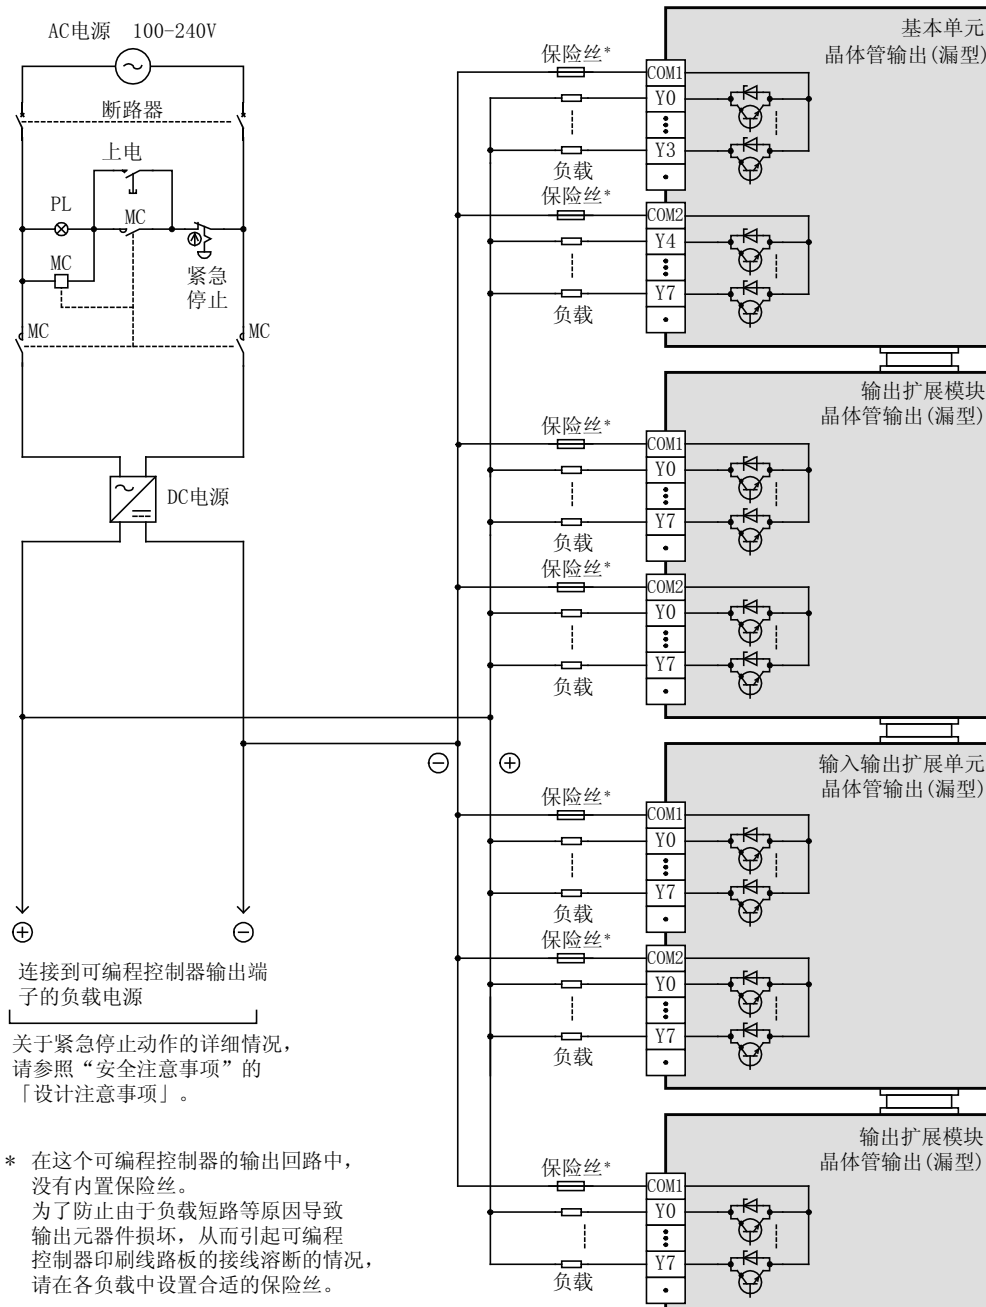 AC电源 100-240V
断路器
上电
PL
MC
MC
紧急
停止
MC
MC
DC电源
⊕
⊖
连接到可编程控制器输出端
子的负载电源
关于紧急停止动作的详细情况，
请参照“安全注意事项”的
「设计注意事项」。
* 在这个可编程控制器的输出回路中，
没有内置保险丝。
为了防止由于负载短路等原因导致
输出元器件损坏，从而引起可编程
控制器印刷线路板的接线溶断的情况，
请在各负载中设置合适的保险丝。
基本单元
晶体管输出(漏型)
保险丝*
COM1
Y0
Y3
负载
保险丝*
COM2
Y4
Y7
负载
输出扩展模块
晶体管输出(漏型)
保险丝*
COM1
Y0
Y7
负载
保险丝*
COM2
Y0
Y7
负载
⊖
⊕
输入输出扩展单元
晶体管输出(漏型)
保险丝*
COM1
Y0
Y7
负载
保险丝*
COM2
Y0
Y7
负载
输出扩展模块
晶体管输出(漏型)
保险丝*
COM1
Y0
Y7
负载